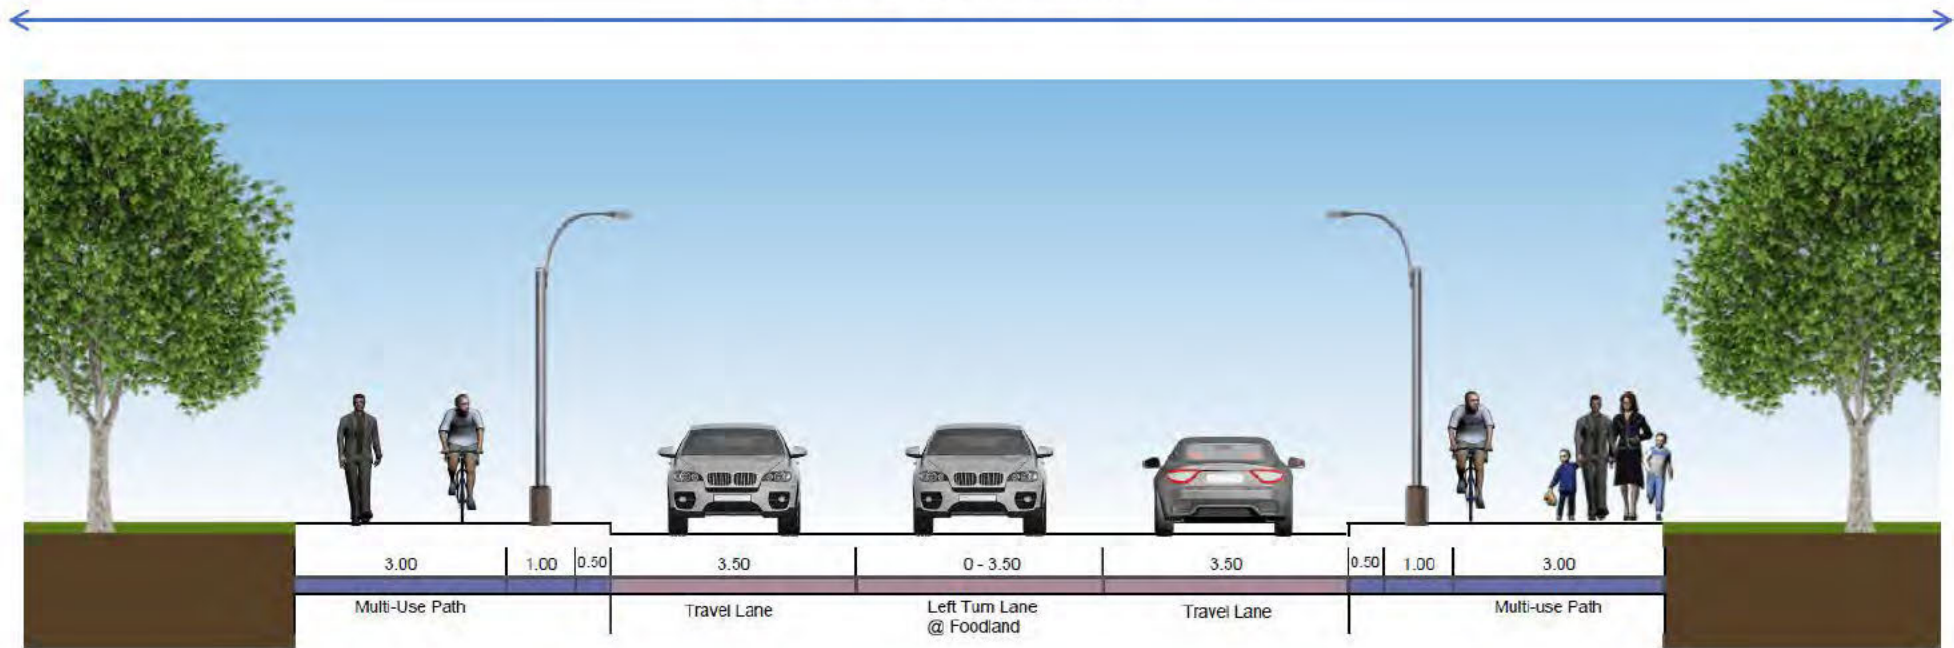 3.00 1.00 0.50 3.50 0 - 3.50 3.50 0.50 1.00 3.00
Multi-Use Path Travel Lane Left Turn Lane Travel Lane Multi-use Path
@ Foodland